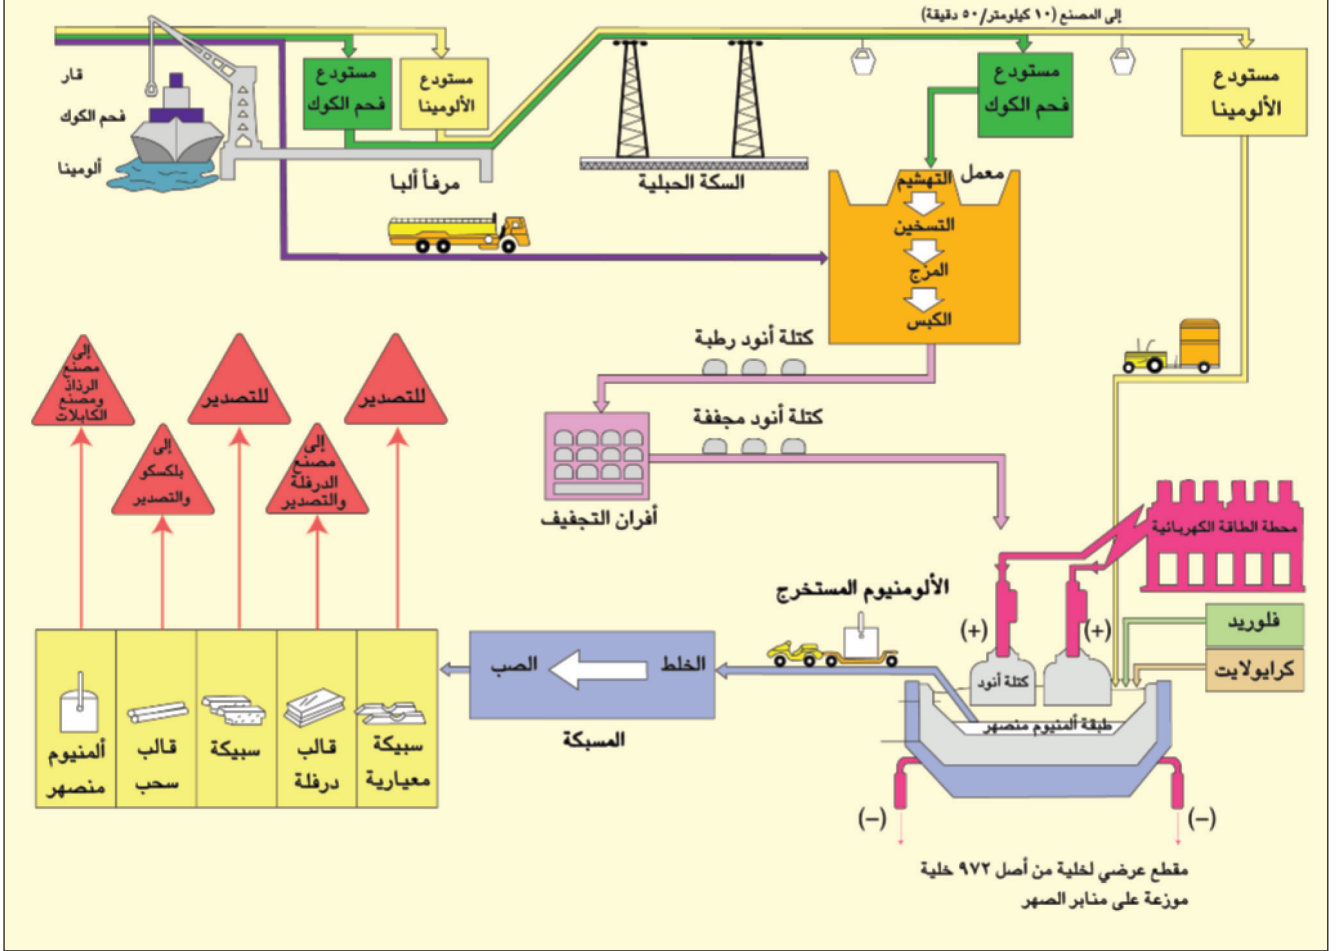 إلى المصنع (١٠ كيلومتر/٥٠ دقيقة)
قار
فحم الكوك
ألومينا
مستودع
فحم الكوك
مستودع
الألومينا
مرفأ ألبا
السكة الحبلية
مستودع
فحم الكوك
مستودع
الألومينا
معمل
التهشيم
التسخين
المزج
الكبس
كتلة أنود رطبة
كتلة أنود مجففة
أفران التجفيف
محطة الطاقة الكهربائية
فلوريد
كرايولايت
(+)
(+)
كتلة أنود
طبقة ألمنيوم منصهر
(–)
(–)
مقطع عرضي لخلية من أصل ٩٧٢ خلية
موزعة على منابر الصهر
الألومنيوم المستخرج
الخلط
الصب
المسبكة
سبيكة
معيارية
قالب
درفلة
سبيكة
قالب
سحب
ألمنيوم
منصهر
للتصدير
إلى
مصنع
الدرفلة
والتصدير
للتصدير
إلى
بلكسكو
والتصدير
إلى
مصنع
الرذاذ
ومصنع
الكابلات